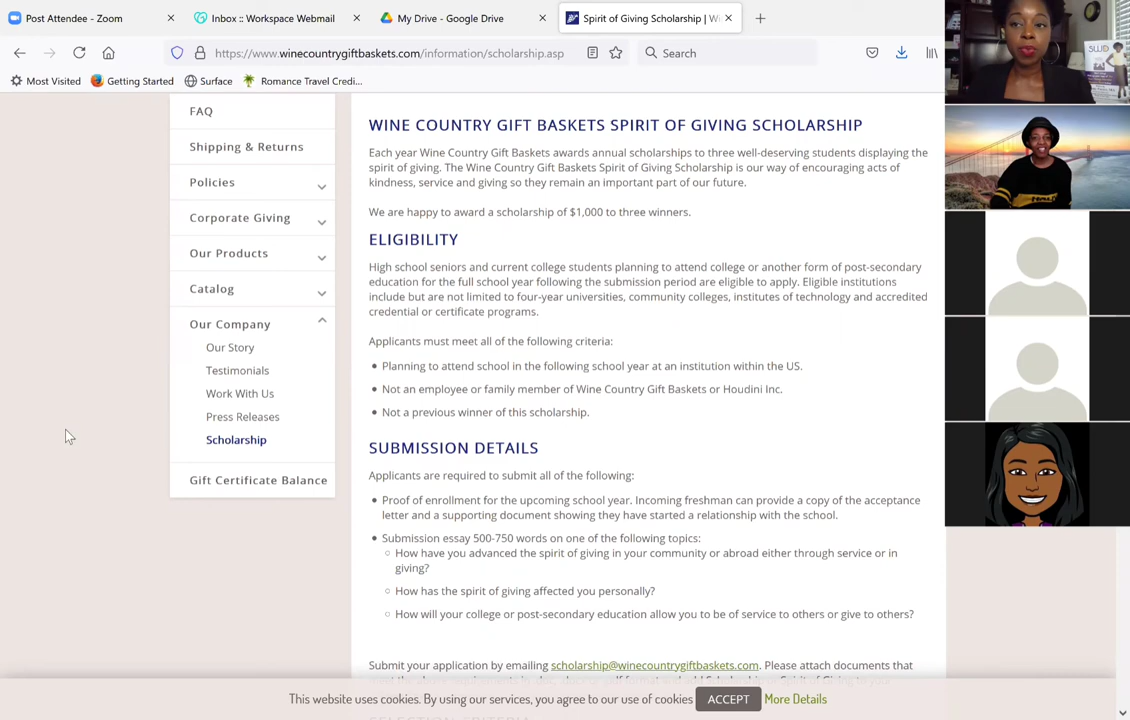 Post Attendee - Zoom
Inbox :: Workspace Webmail
My Drive - Google Drive
Spirit of Giving Scholarship | Wi
https://www.winecountrygiftbaskets.com/information/scholarship.asp
Search
Most Visited
Getting Started
Surface
Romance Travel Credi...
SWID
FAQ
Shipping & Returns
Policies
Corporate Giving
Our Products
Catalog
Our Company
Our Story
Testimonials
Work With Us
Press Releases
Scholarship
Gift Certificate Balance
WINE COUNTRY GIFT BASKETS SPIRIT OF GIVING SCHOLARSHIP
Each year Wine Country Gift Baskets awards annual scholarships to three well-deserving students displaying the
spirit of giving. The Wine Country Gift Baskets Spirit of Giving Scholarship is our way of encouraging acts of
kindness, service and giving so they remain an important part of our future.
We are happy to award a scholarship of $1,000 to three winners.
ELIGIBILITY
High school seniors and current college students planning to attend college or another form of post-secondary
education for the full school year following the submission period are eligible to apply. Eligible institutions
include but are not limited to four-year universities, community colleges, institutes of technology and accredited
credential or certificate programs.
Applicants must meet all of the following criteria:
Planning to attend school in the following school year at an institution within the US.
Not an employee or family member of Wine Country Gift Baskets or Houdini Inc.
Not a previous winner of this scholarship.
SUBMISSION DETAILS
Applicants are required to submit all of the following:
Proof of enrollment for the upcoming school year. Incoming freshman can provide a copy of the acceptance
letter and a supporting document showing they have started a relationship with the school.
Submission essay 500-750 words on one of the following topics:
How have you advanced the spirit of giving in your community or abroad either through service or in
giving?
How has the spirit of giving affected you personally?
How will your college or post-secondary education allow you to be of service to others or give to others?
Submit your application by emailing scholarship@winecountrygiftbaskets.com. Please attach documents that
This website uses cookies. By using our services, you agree to our use of cookies
ACCEPT
More Details